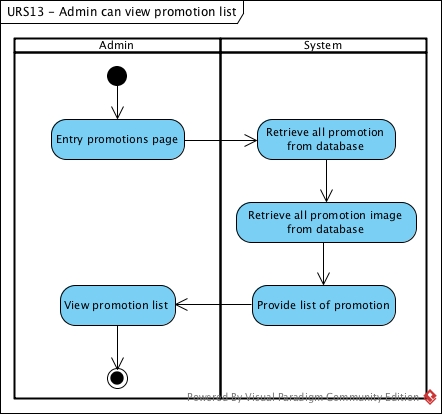 URS13 - Admin can view promotion list
Admin
System
Entry promotions page
Retrieve all promotion
from database
Retrieve all promotion image
from database
View promotion list
Provide list of promotion
Powered By Visual Paradigm Community Edition